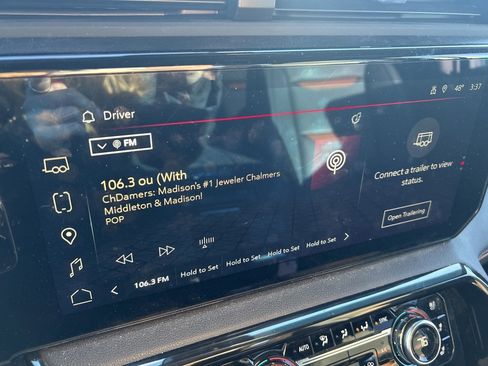 48° 3:37
Driver
FM
106.3 ou (With
ChDamers: Madison's #1 Jeweler Chalmers
Middleton & Madison!
POP
Connect a trailer to view
status.
Open Trailering
106.3 FM Hold to Set Hold to Set Hold to Set Hold to Set
AUTO SYNC